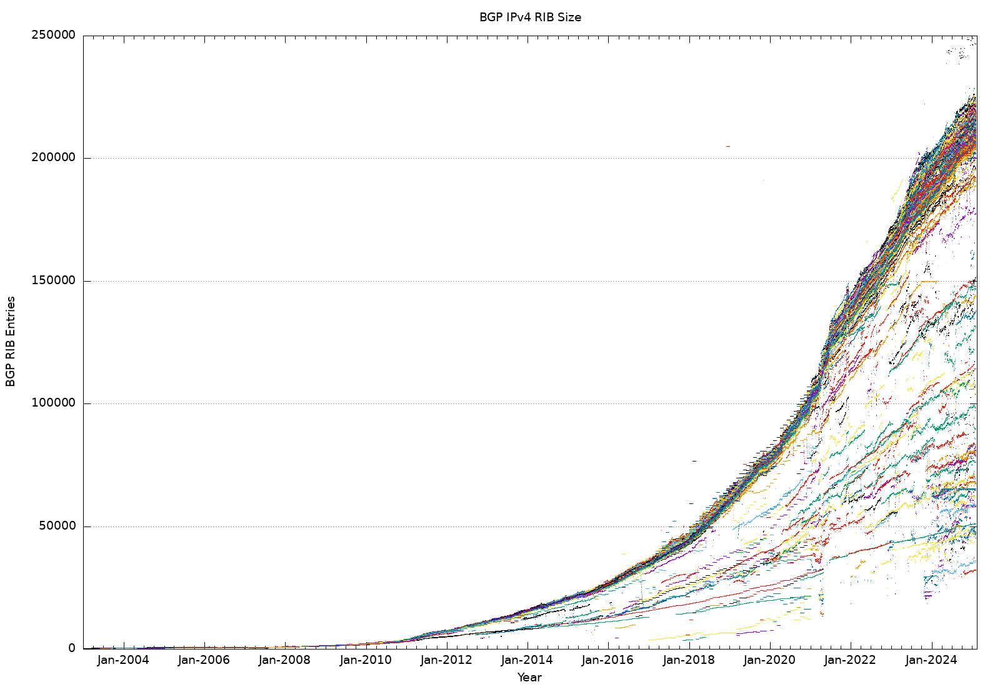 BGP IPv4 RIB Size
250000
200000
150000
100000
50000
0
BGP RIB Entries
Jan-2004 Jan-2006 Jan-2008 Jan-2010 Jan-2012 Jan-2014 Jan-2016 Jan-2018 Jan-2020 Jan-2022 Jan-2024
Year